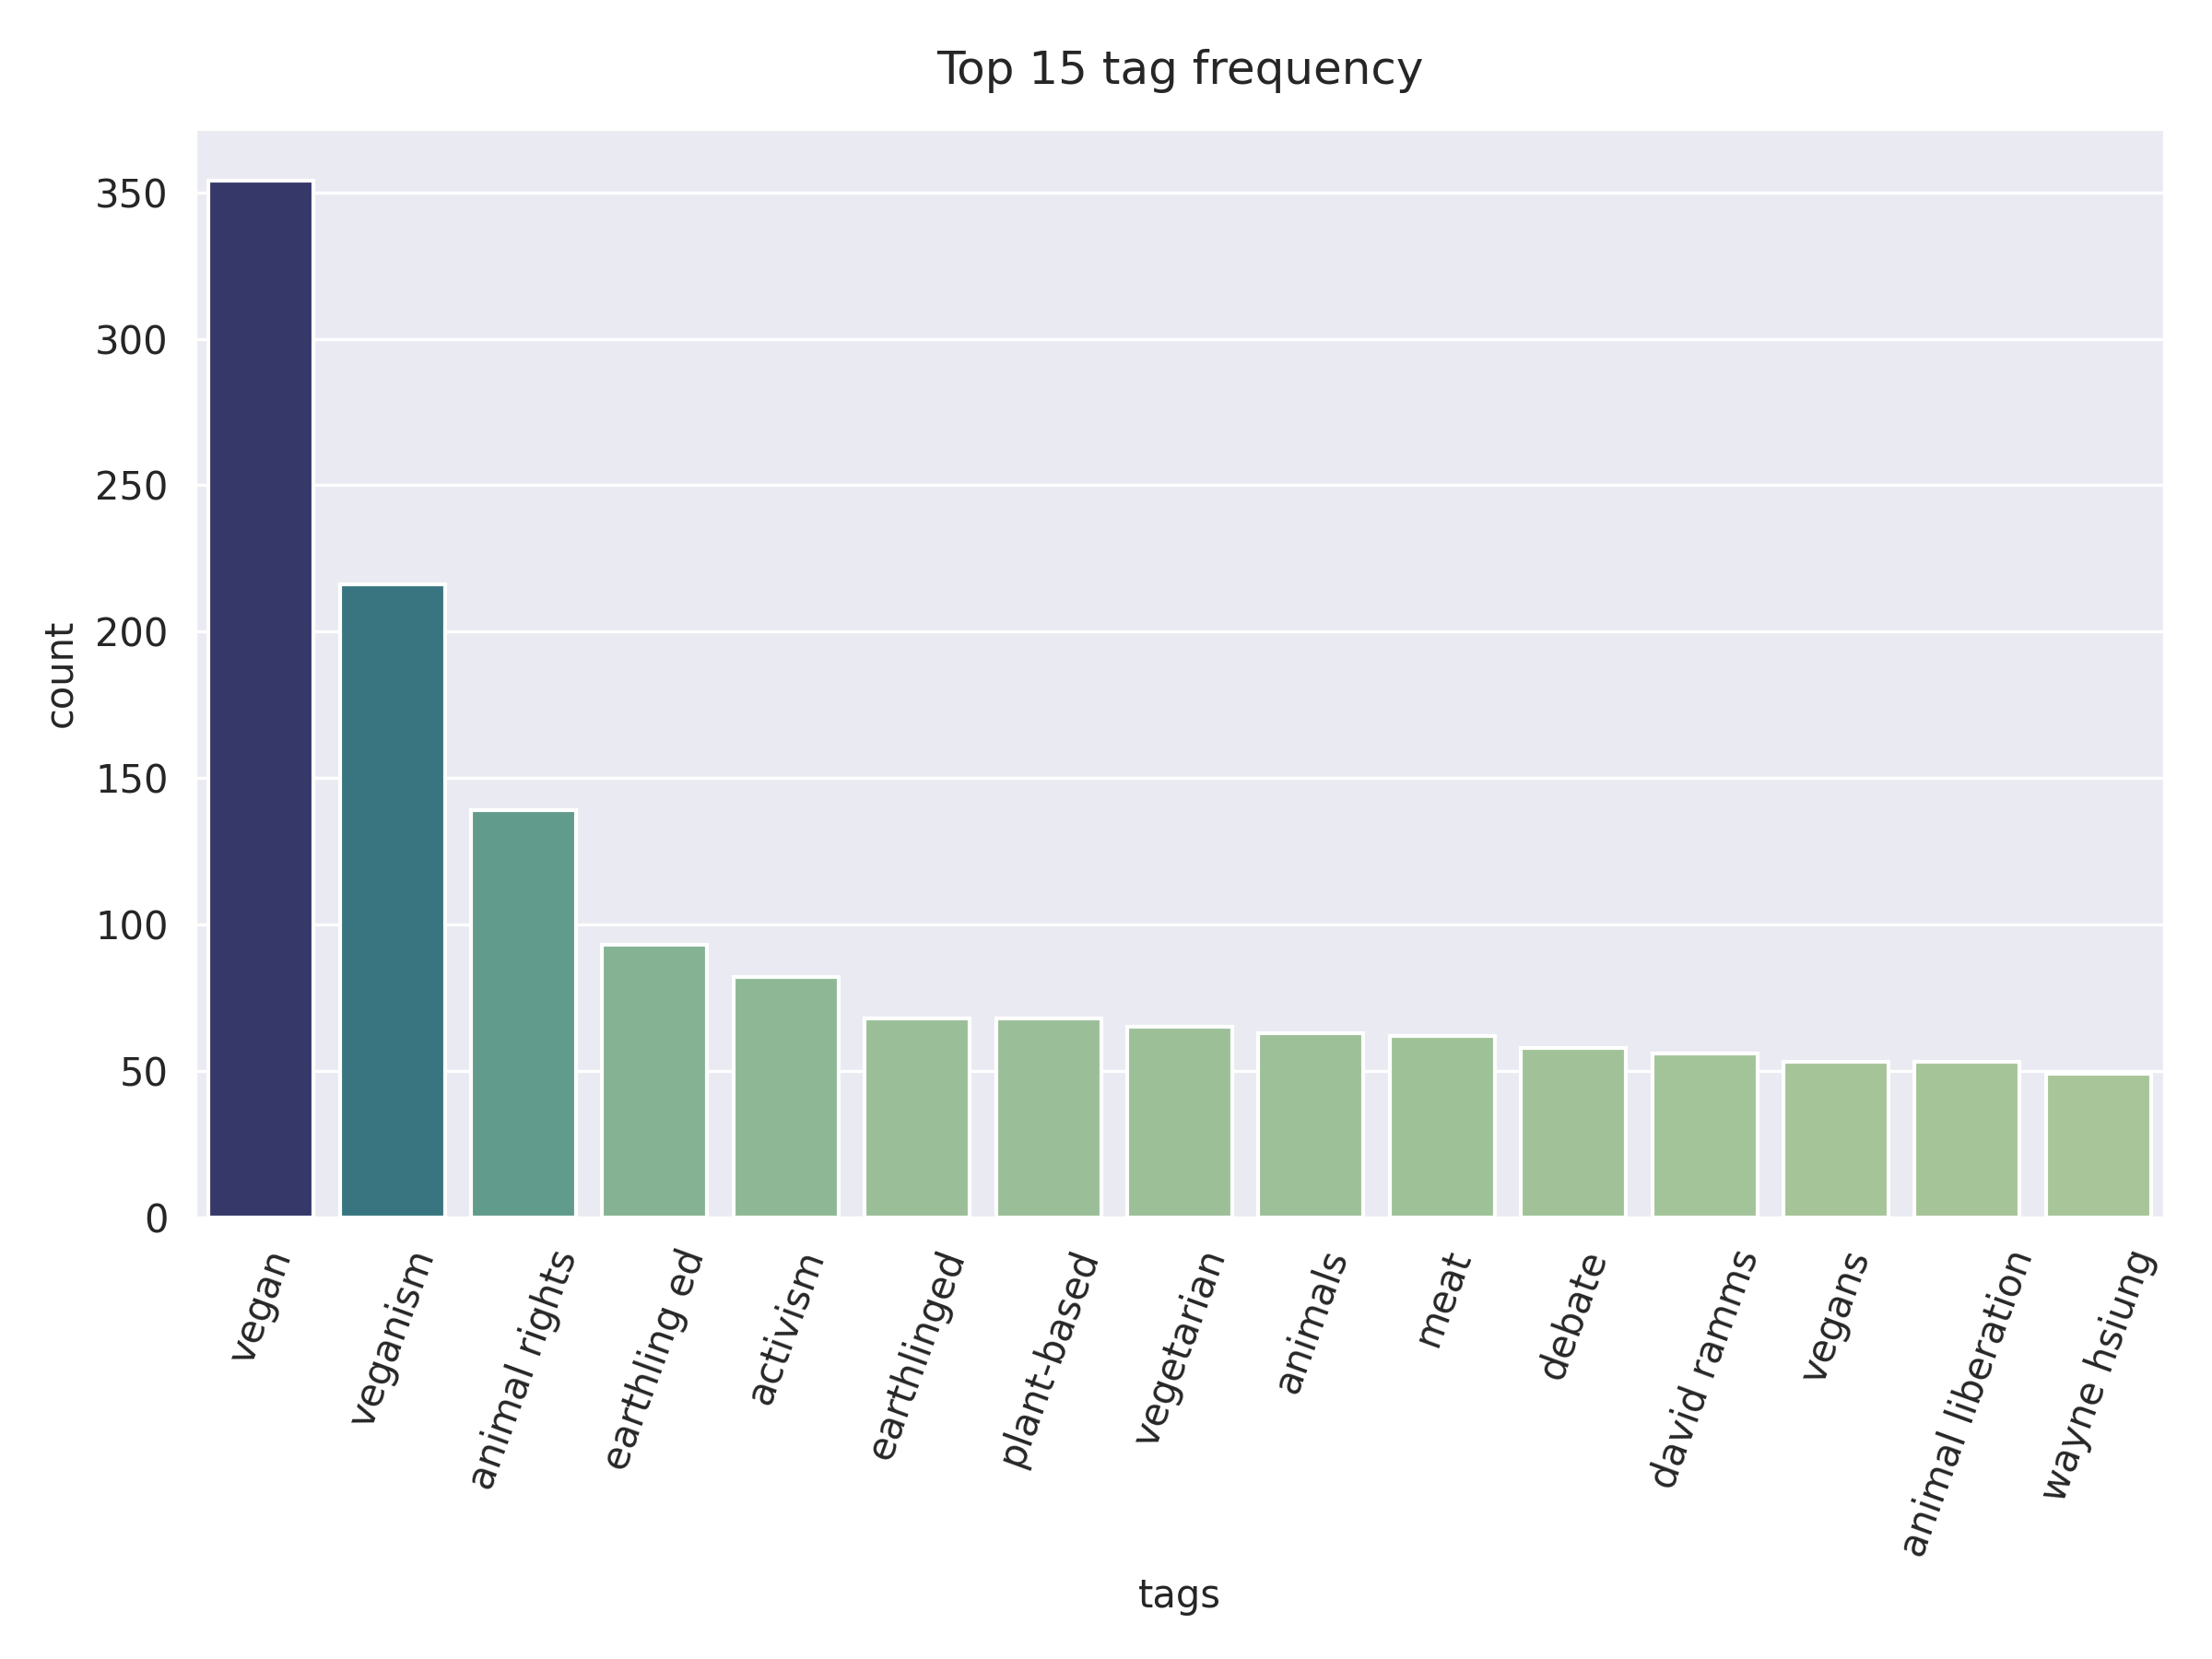 Top 15 tag frequency
350
300
250
200
150
100
50
0
count
vegan
veganism
animal rights
earthling ed
activism
earthlinged
plant-based
vegetarian
animals
meat
debate
david ramms
vegans
animal liberation
wayne hsiung
tags